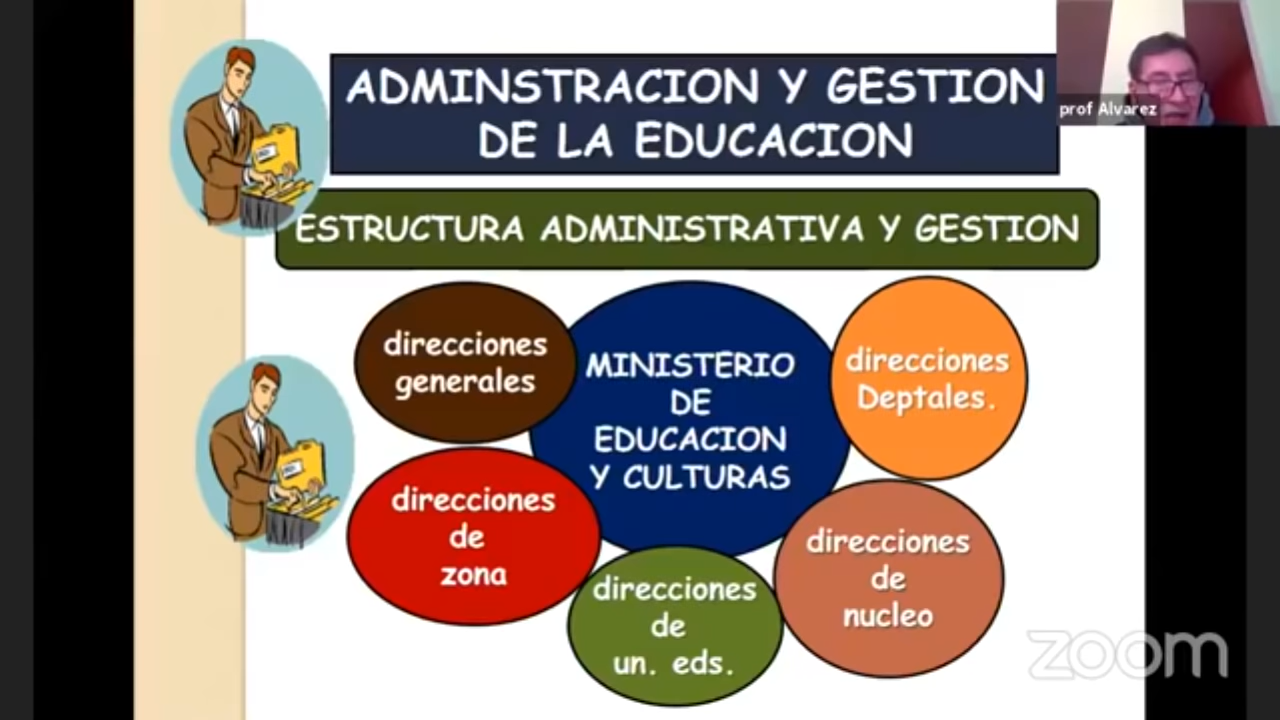 ADMINSTRACION Y GESTION
DE LA EDUCACION
prof Alvarez
ESTRUCTURA ADMINISTRATIVA Y GESTION
direcciones
generales
MINISTERIO
DE
EDUCACION
Y CULTURAS
direcciones
Deptales.
direcciones
de
zona
direcciones
de
un. eds.
direcciones
de
nucleo
zoom